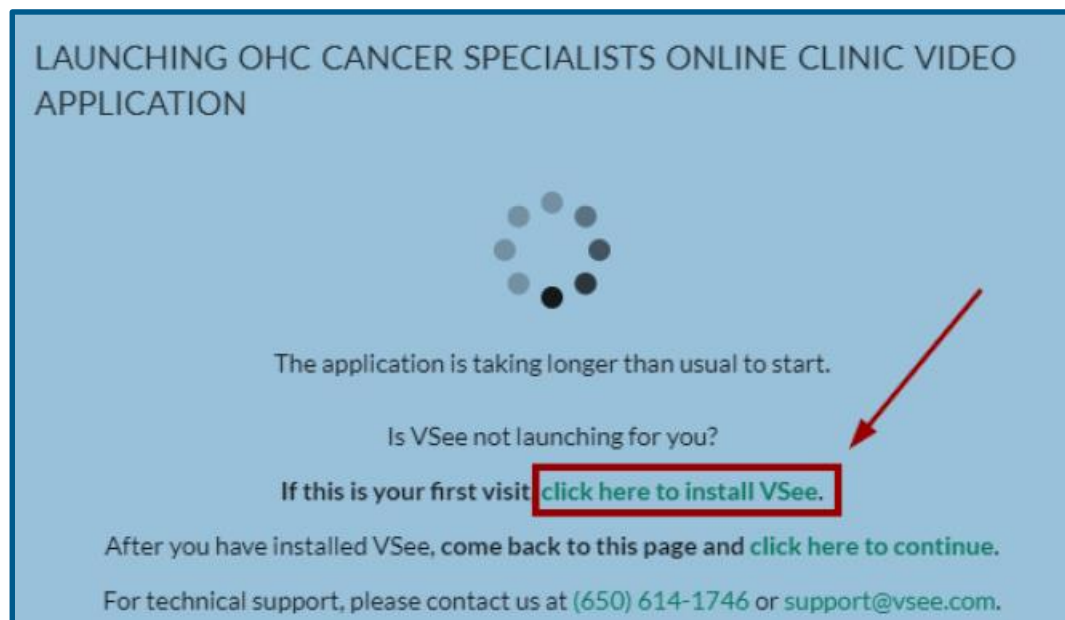 LAUNCHING OHC CANCER SPECIALISTS ONLINE CLINIC VIDEO
APPLICATION
The application is taking longer than usual to start.
Is VSee not launching for you?
If this is your first visit click here to install VSee.
After you have installed VSee, come back to this page and click here to continue.
For technical support, please contact us at (650) 614-1746 or support@vsee.com.